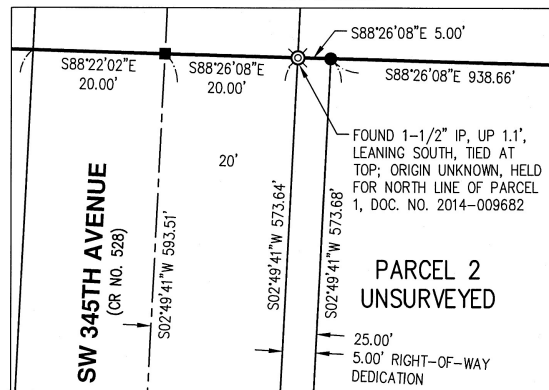 S88°26'08"E 5.00'
S88°22'02"E
20.00'
S88°26'08"E
20.00'
S88°26'08"E 938.66'
FOUND 1-1/2" IP, UP 1.1',
LEANING SOUTH, TIED AT
TOP; ORIGIN UNKNOWN, HELD
FOR NORTH LINE OF PARCEL
1, DOC. NO. 2014-009682
20'
SW 345TH AVENUE
(CR NO. 528)
S02°49'41"W 593.51'
S02°49'41"W 573.64'
S02°49'41"W 573.68'
PARCEL 2
UNSURVEYED
25.00'
5.00' RIGHT-OF-WAY
DEDICATION